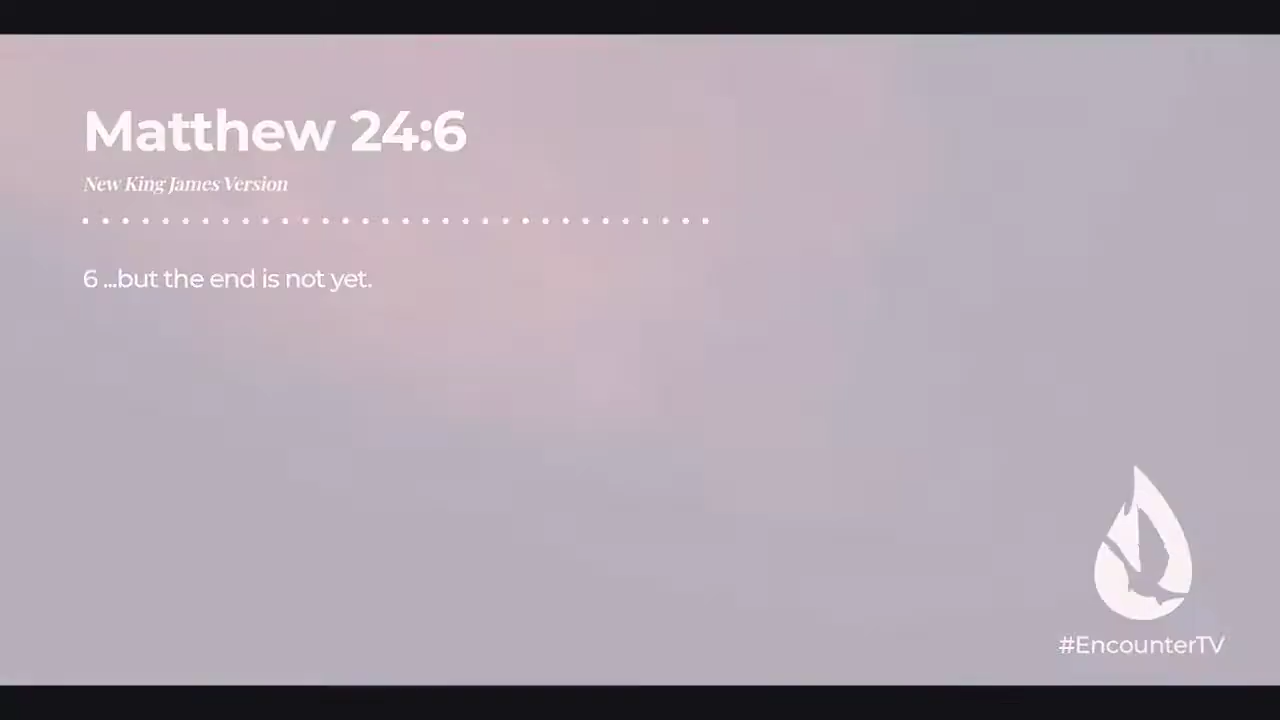 Matthew 24:6
New King James Version
6 ...but the end is not yet.
#EncounterTV